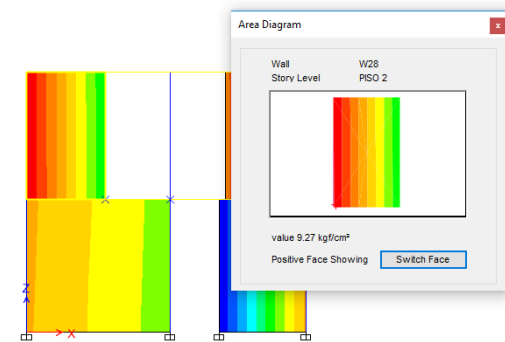 Area Diagram
x
Wall W28
Story Level PISO 2
value 9.27 kgf/cm²
Positive Face Showing Switch Face
Z
X